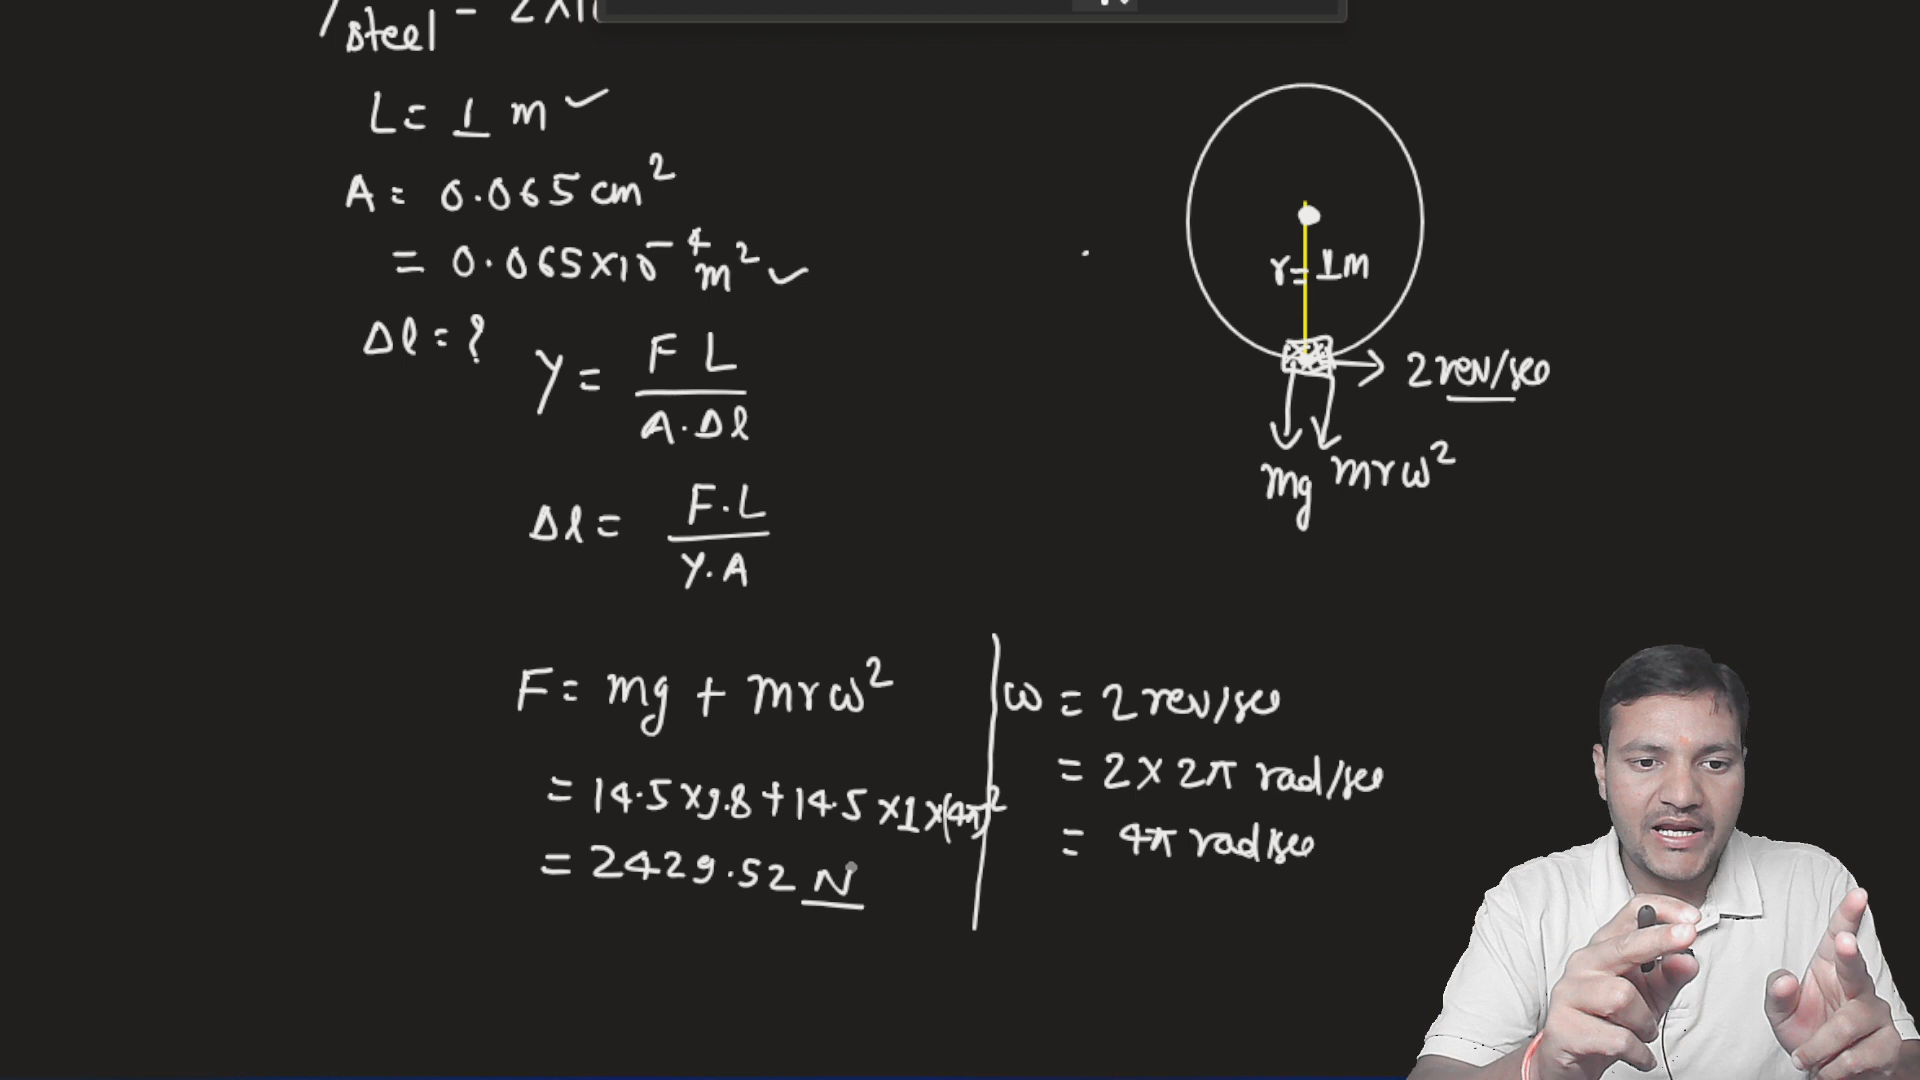 Y steel = 2×10
L = 1 m ✓
A = 0.065 cm²
= 0.065×10⁻⁴ m² ✓
Δl = ?
Y = F L / A.Δl
Δl = F.L / Y.A
F = mg + mrω²
= 14.5×9.8+14.5×1×(4π)²
= 2429.52 N
ω = 2 rev/sec
= 2×2π rad/sec
= 4π rad/sec
r=1m
2 rev/sec
mg mrω²